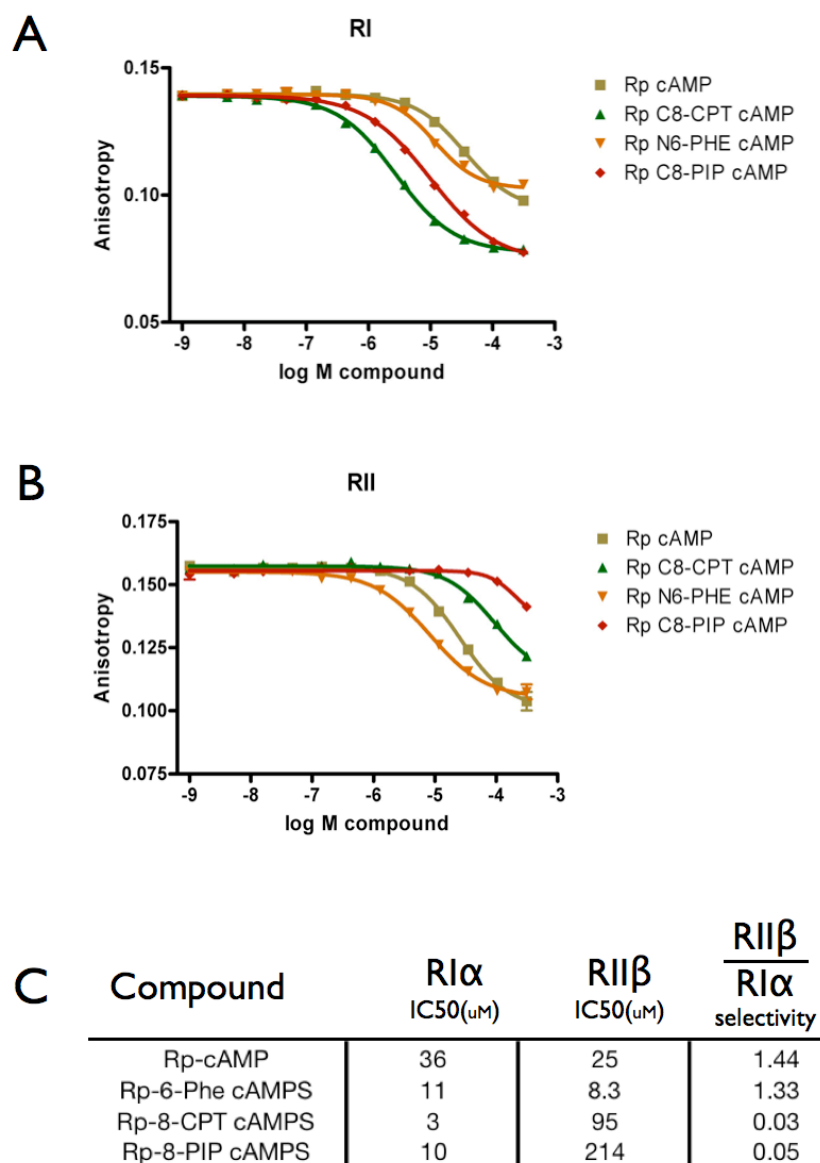 A
RI
0.15
0.10
0.05
Anisotropy
-9 -8 -7 -6 -5 -4 -3
log M compound
Rp cAMP
Rp C8-CPT cAMP
Rp N6-PHE cAMP
Rp C8-PIP cAMP
B
RII
0.175
0.150
0.125
0.100
0.075
Anisotropy
-9 -8 -7 -6 -5 -4 -3
log M compound
Rp cAMP
Rp C8-CPT cAMP
Rp N6-PHE cAMP
Rp C8-PIP cAMP
C
Compound
RIα
IC50(uM)
RIIβ
IC50(uM)
RIIβ
RIα
selectivity
Rp-cAMP 36 25 1.44
Rp-6-Phe cAMPS 11 8.3 1.33
Rp-8-CPT cAMPS 3 95 0.03
Rp-8-PIP cAMPS 10 214 0.05